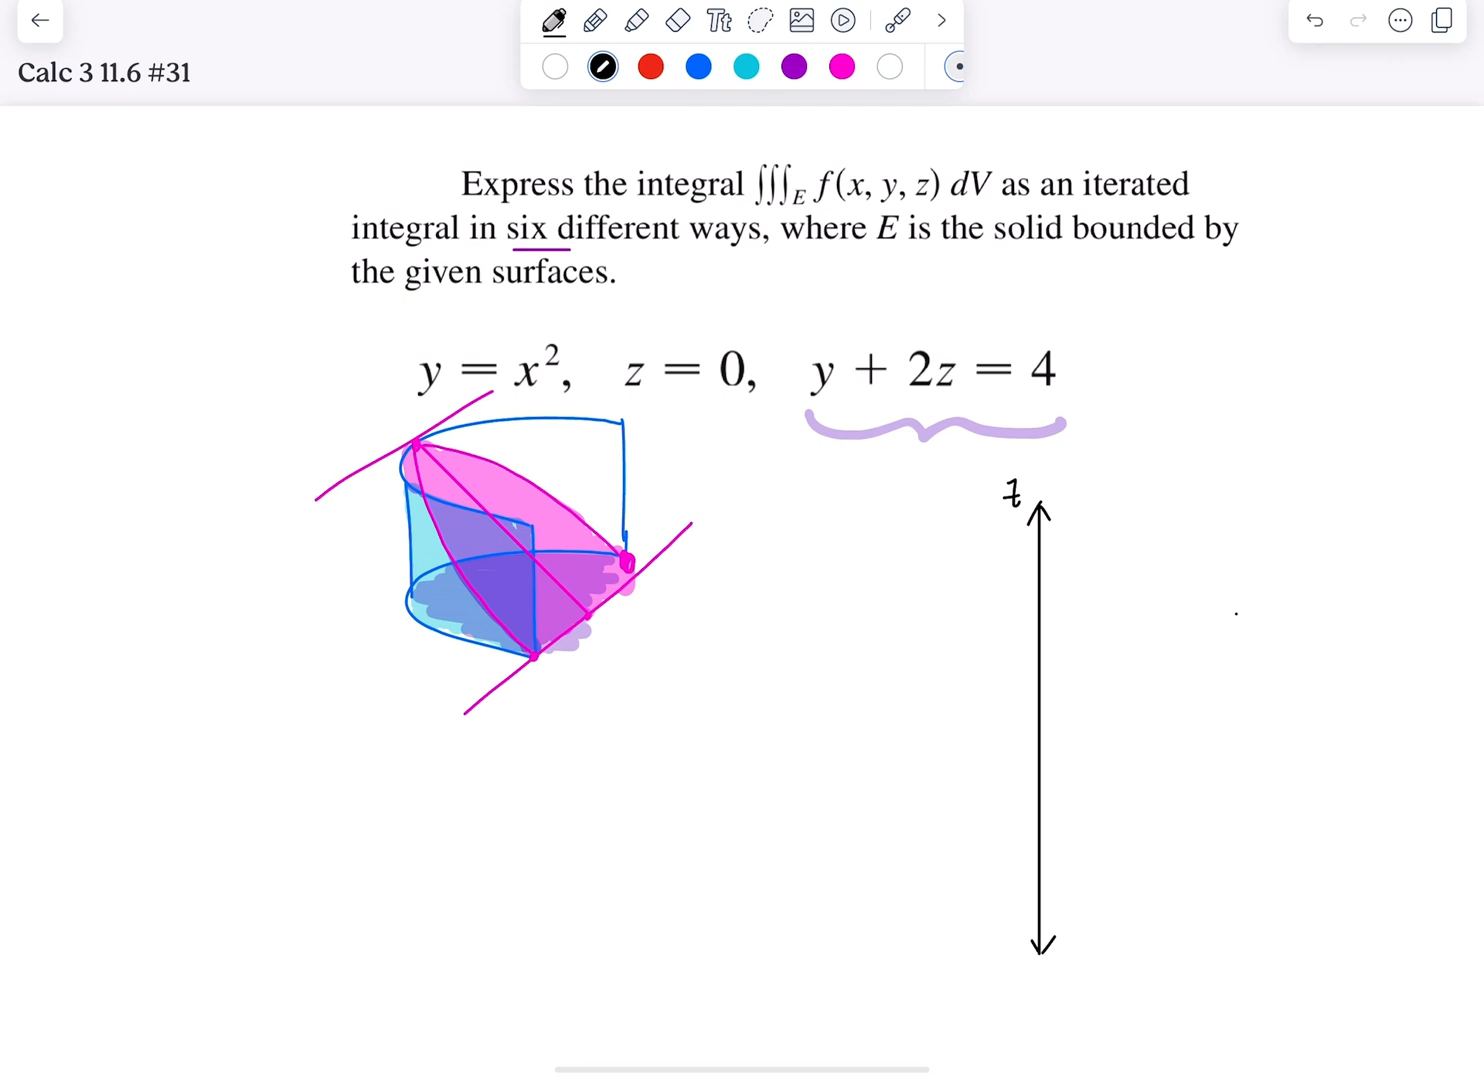 Tt
Calc 3 11.6 #31
Express the integral ∭_E f(x, y, z) dV as an iterated
integral in six different ways, where E is the solid bounded by
the given surfaces.
y = x², z = 0, y + 2z = 4
z